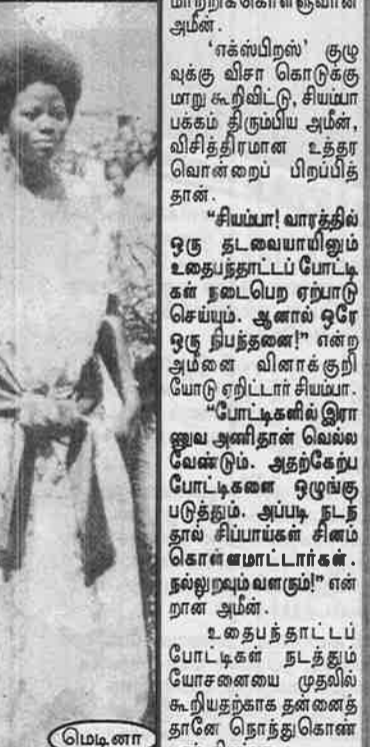 மாற்றிக்கொள்ளுவான்
அமீன்.
'எக்ஸ்பிறஸ்' குழு
வுக்கு விசா கொடுக்கு
மாறு கூறிவிட்டு, சியம்பா
பக்கம் திரும்பிய அமீன்,
விசித்திரமான உத்தர
வொன்றைப் பிறப்பித்
தான்.
"சியம்பா! வாரத்தில்
ஒரு தடவையாயினும்
உதைபந்தாட்டப் போட்டி
கள் நடைபெற ஏற்பாடு
செய்யும். ஆனால் ஒரே
ஒரு நிபந்தனை!" என்ற
அமீனை வினாக்குறி
யோடு ஏறிட்டார் சியம்பா.
"போட்டிகளில் இரா
ணுவ அணிதான் வெல்ல
வேண்டும். அதற்கேற்ப
போட்டிகளை ஒழுங்கு
படுத்தும். அப்படி நடந்
தால் சிப்பாய்கள் சினம்
கொள்ளமாட்டார்கள்.
நல்லுறவும் வளரும்!" என்
றான் அமீன்.
உதைபந்தாட்டப்
போட்டிகள் நடத்தும்
யோசனையை முதலில்
கூறியதற்காக தன்னைத்
தானே நொந்துகொண்
மெடினா